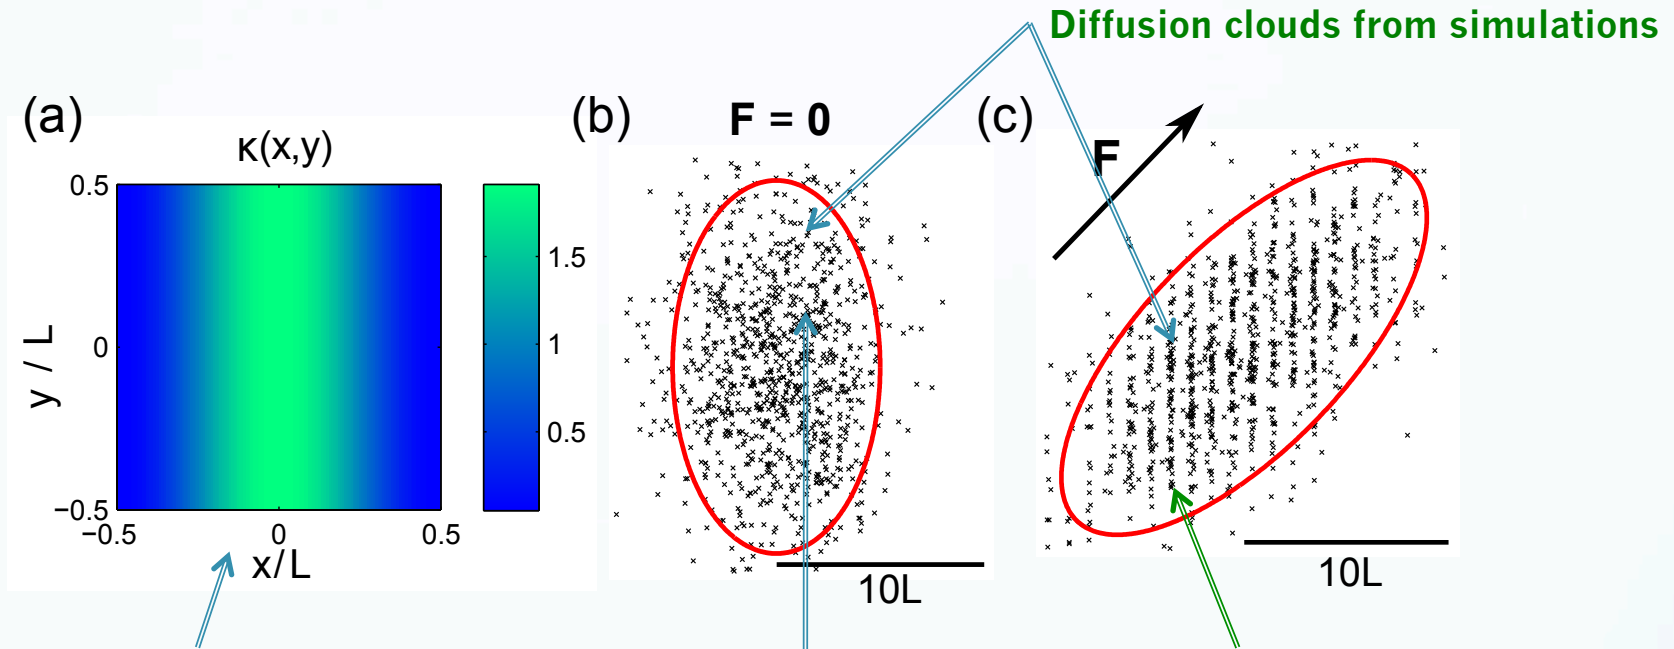 Diffusion clouds from simulations
(a)
κ(x,y)
0.5
0
−0.5
y / L
−0.5
0
0.5
x/L
1.5
1
0.5
(b)
F = 0
10L
(c)
F
10L